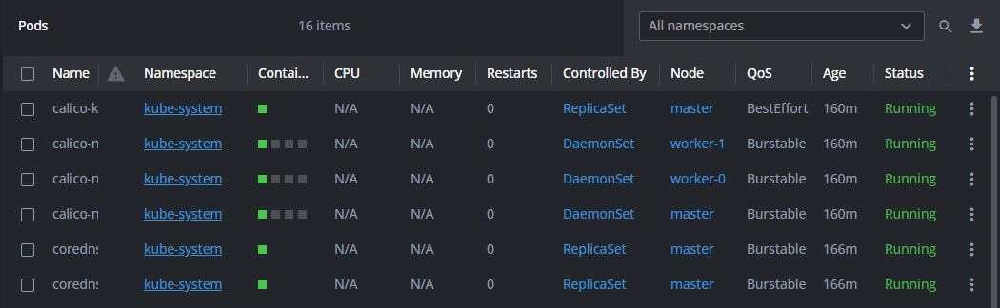 Pods 16 items All namespaces
Name Namespace Contai... CPU Memory Restarts Controlled By Node QoS Age Status
calico-k kube-system N/A N/A 0 ReplicaSet master BestEffort 160m Running
calico-n kube-system N/A N/A 0 DaemonSet worker-1 Burstable 160m Running
calico-n kube-system N/A N/A 0 DaemonSet worker-0 Burstable 160m Running
calico-n kube-system N/A N/A 0 DaemonSet master Burstable 160m Running
coredns kube-system N/A N/A 0 ReplicaSet master Burstable 166m Running
coredns kube-system N/A N/A 0 ReplicaSet master Burstable 166m Running